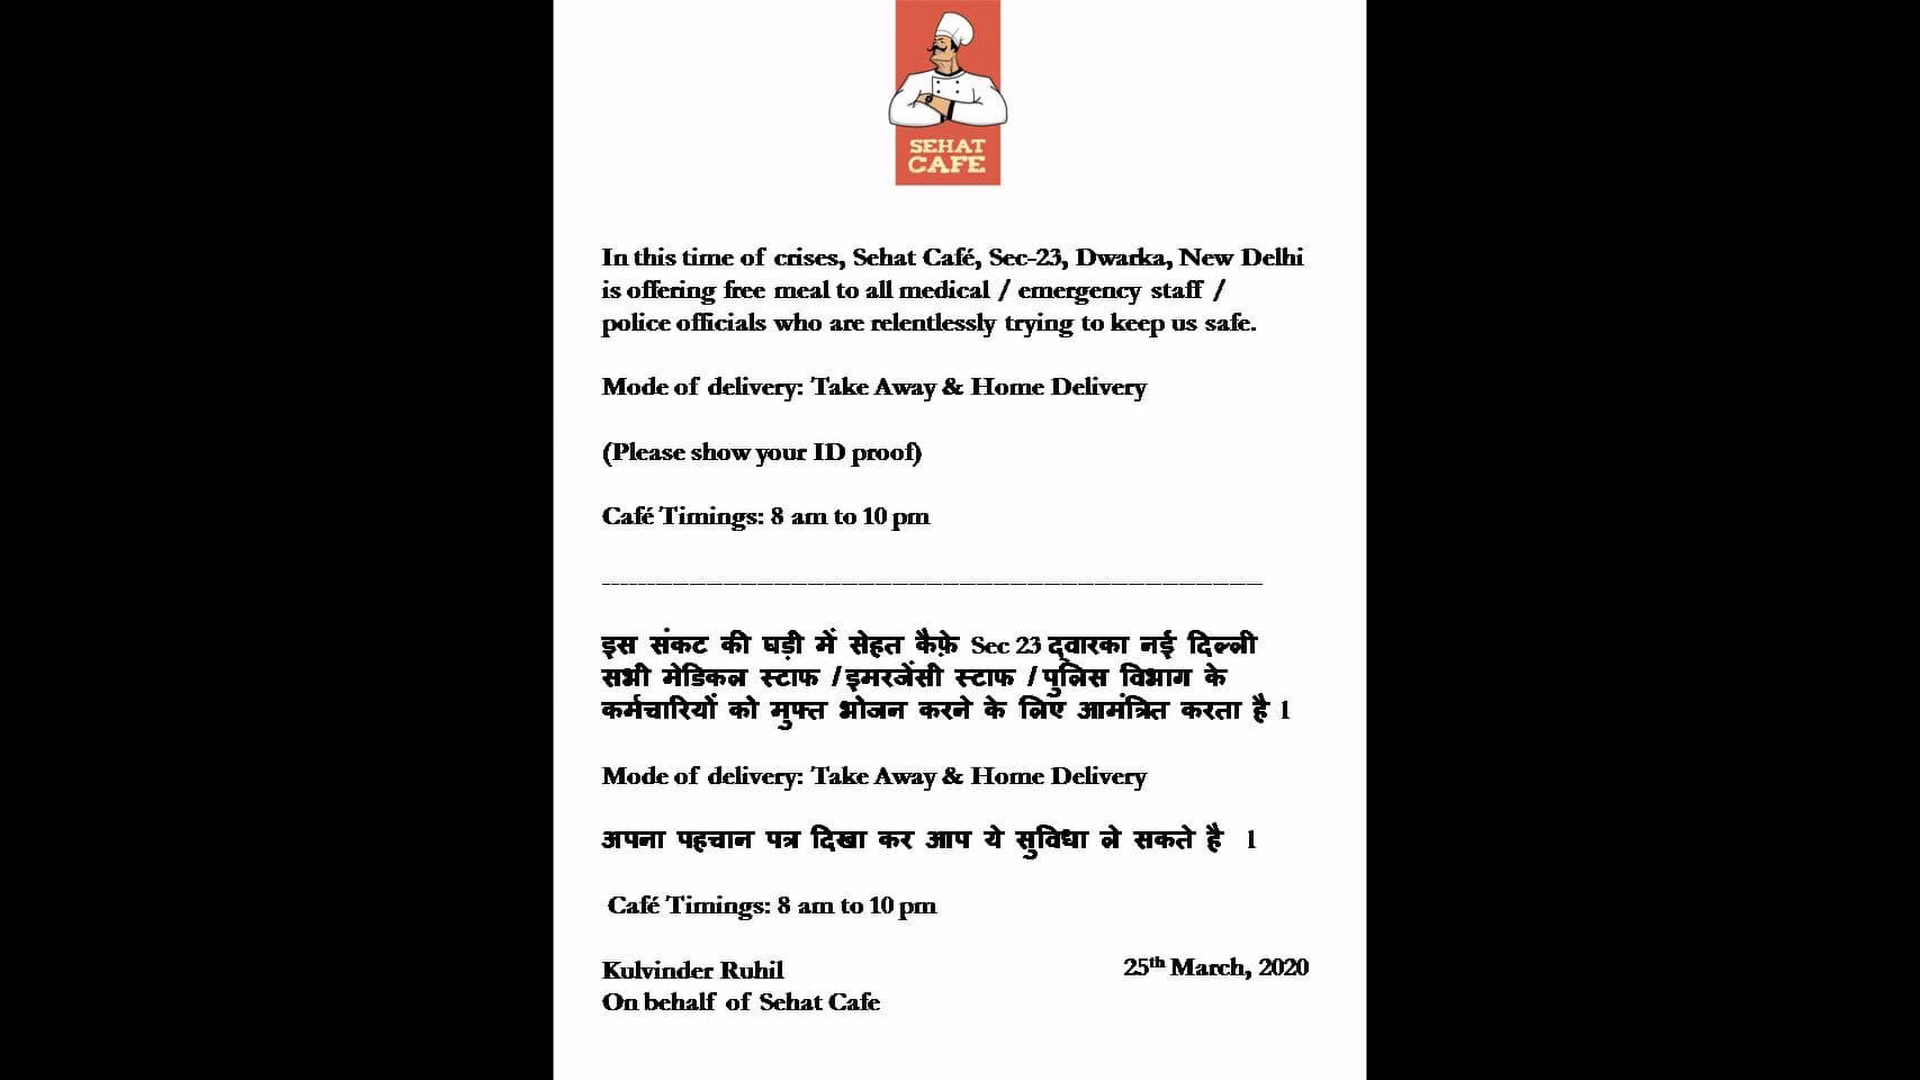 SEHAT
CAFE
In this time of crises, Sehat Café, Sec-23, Dwarka, New Delhi
is offering free meal to all medical / emergency staff /
police officials who are relentlessly trying to keep us safe.
Mode of delivery: Take Away & Home Delivery
(Please show your ID proof)
Café Timings: 8 am to 10 pm
इस संकट की घड़ी में सेहत कैफ़े Sec 23 द्वारका नई दिल्ली
सभी मेडिकल स्टाफ / इमरजेंसी स्टाफ / पुलिस विभाग के
कर्मचारियों को मुफ्त भोजन करने के लिए आमंत्रित करता है l
Mode of delivery: Take Away & Home Delivery
अपना पहचान पत्र दिखा कर आप ये सुविधा ले सकते है l
Café Timings: 8 am to 10 pm
Kulvinder Ruhil
25th March, 2020
On behalf of Sehat Cafe